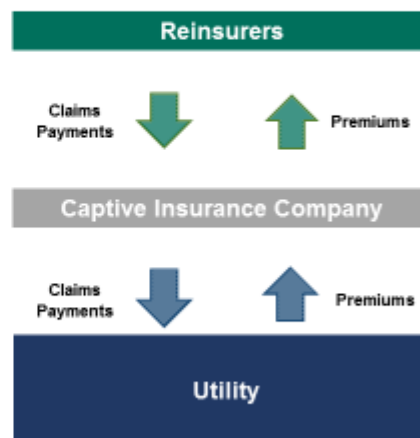 Reinsurers
Claims
Payments
Premiums
Captive Insurance Company
Claims
Payments
Premiums
Utility